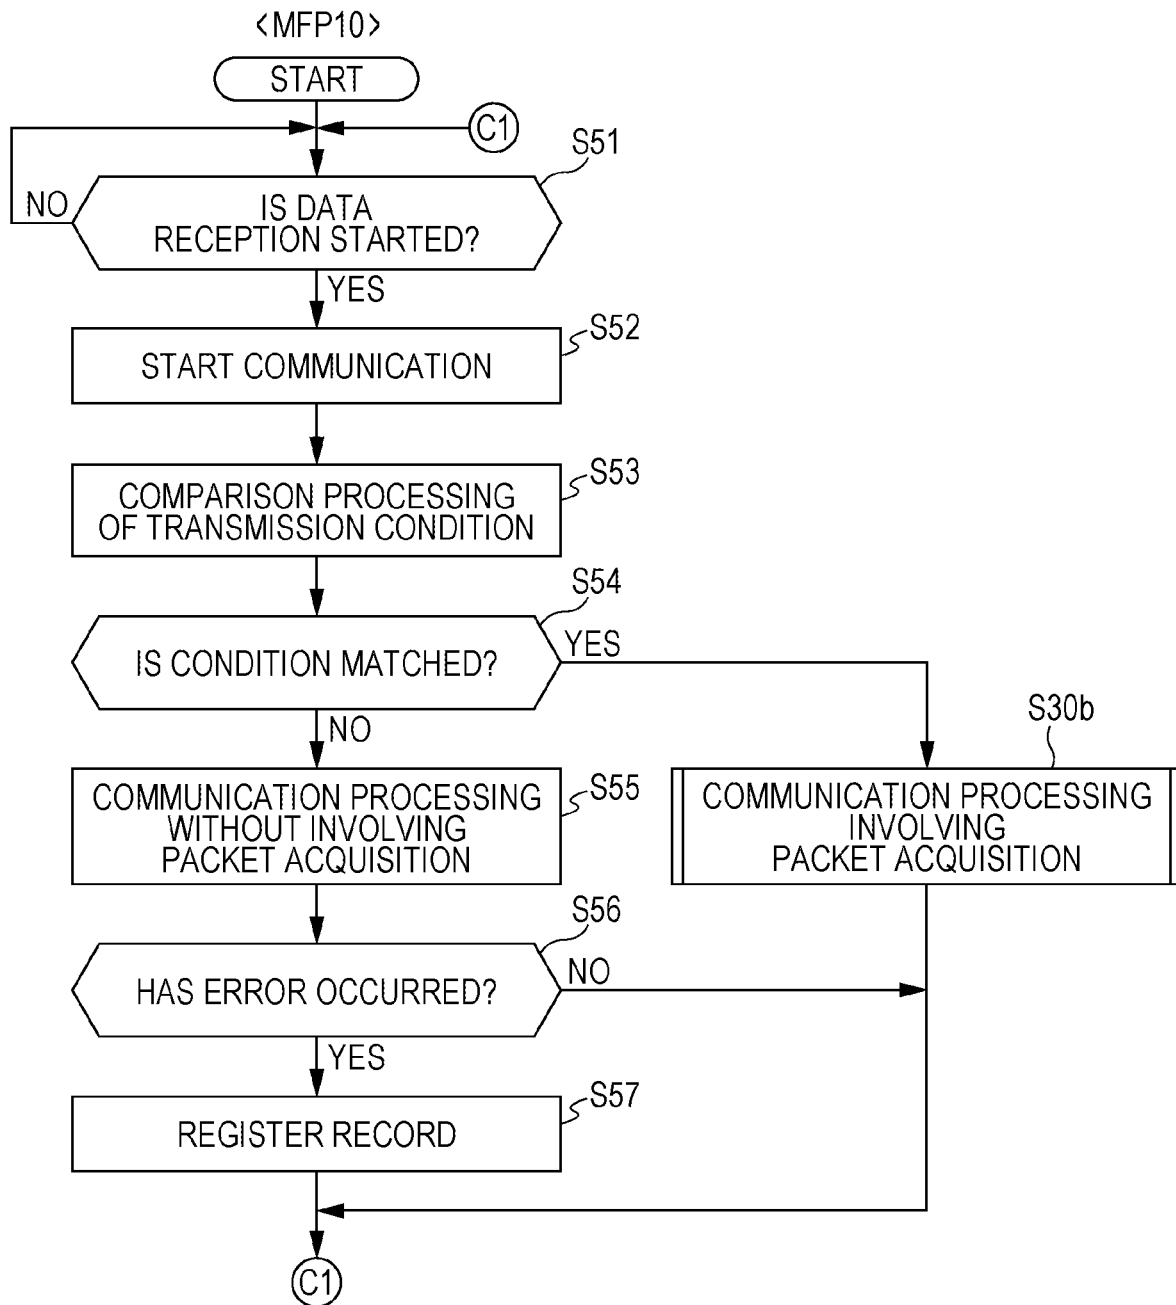 <MFP10>
START
C1
S51
NO
IS DATA
RECEPTION STARTED?
YES
S52
START COMMUNICATION
S53
COMPARISON PROCESSING
OF TRANSMISSION CONDITION
S54
YES
IS CONDITION MATCHED?
S30b
NO
COMMUNICATION PROCESSING
WITHOUT INVOLVING
PACKET ACQUISITION
S55
COMMUNICATION PROCESSING
INVOLVING
PACKET ACQUISITION
S56
NO
HAS ERROR OCCURRED?
YES
S57
REGISTER RECORD
C1